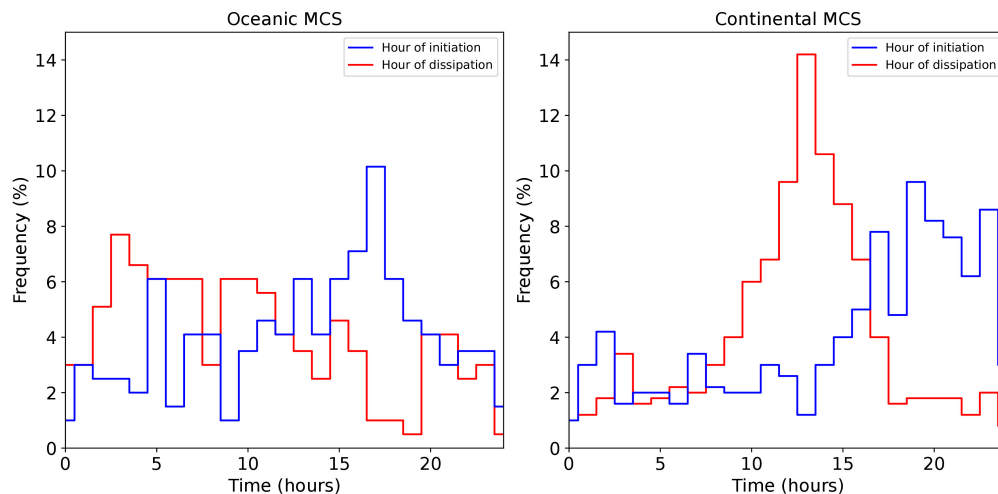 Oceanic MCS
Hour of initiation
Hour of dissipation
14
12
10
8
6
4
2
0
Frequency (%)
0 5 10 15 20
Time (hours)
Continental MCS
Hour of initiation
Hour of dissipation
14
12
10
8
6
4
2
0
Frequency (%)
0 5 10 15 20
Time (hours)